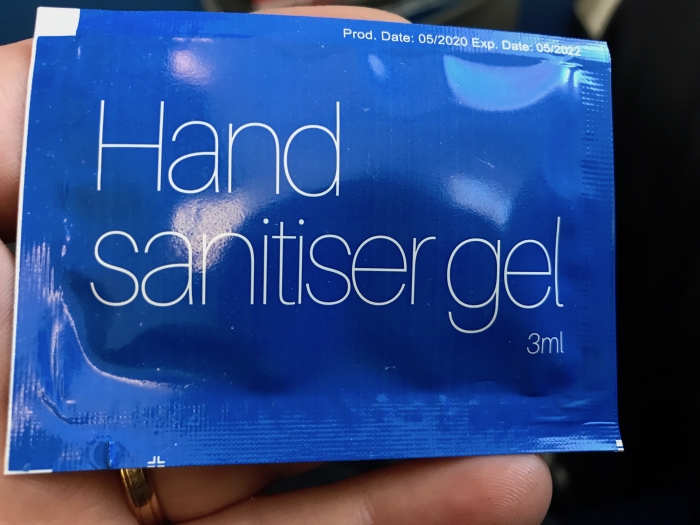 Prod. Date: 05/2020 Exp. Date: 05/2022
Hand
sanitiser gel
3ml